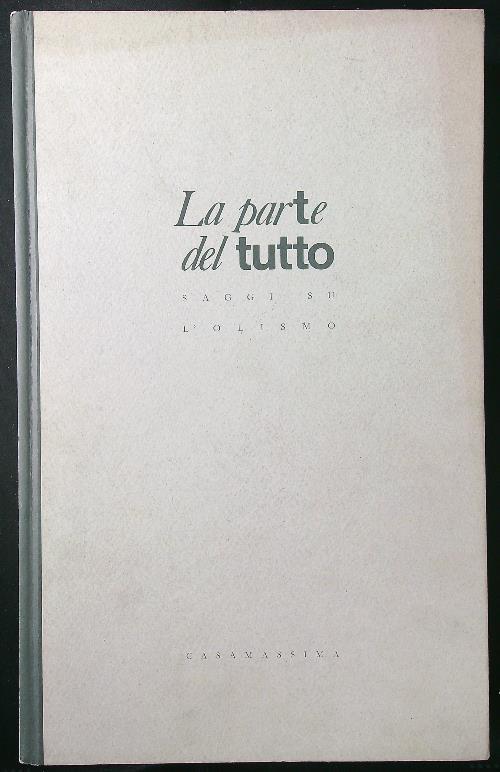 La parte
del tutto
SAGGI SU
L'OLISMO
CASAMASSIMA